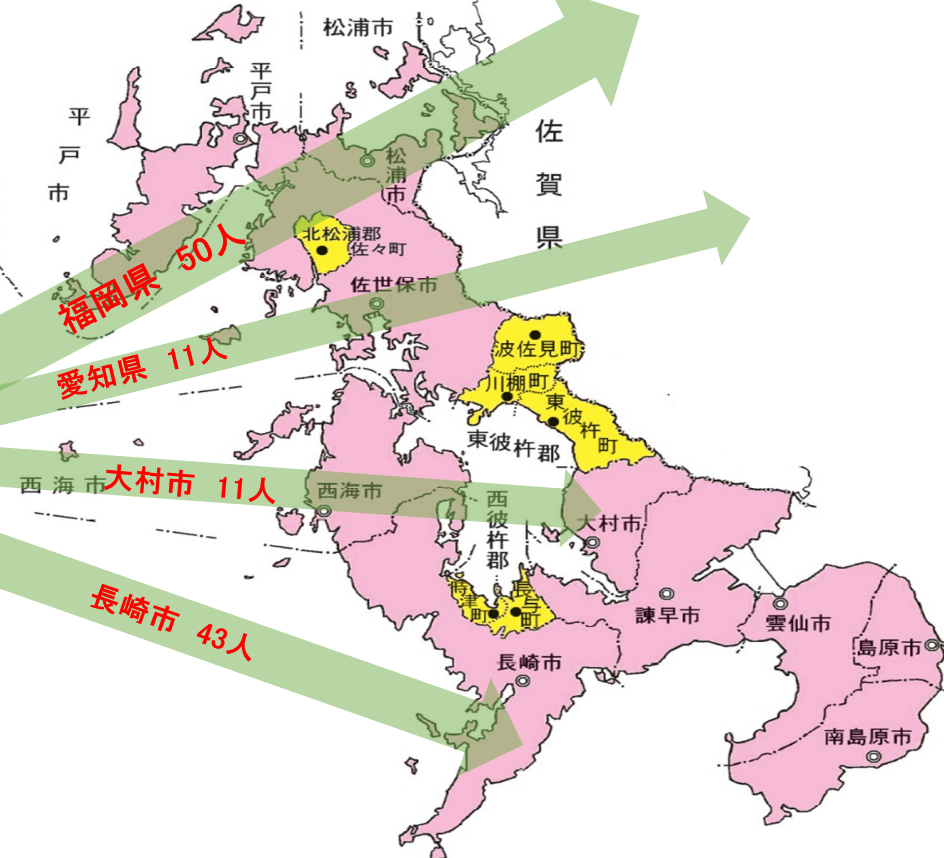 松浦市
平戸市
平戸市
松浦市
佐賀県
北松浦郡
佐々町
福岡県 50人
佐世保市
愛知県 11人
波佐見町
川棚町
東彼杵町
東彼杵郡
西海市
大村市 11人
西海市
西彼杵郡
大村市
時津町
長与町
長崎市 43人
諫早市
雲仙市
島原市
長崎市
南島原市